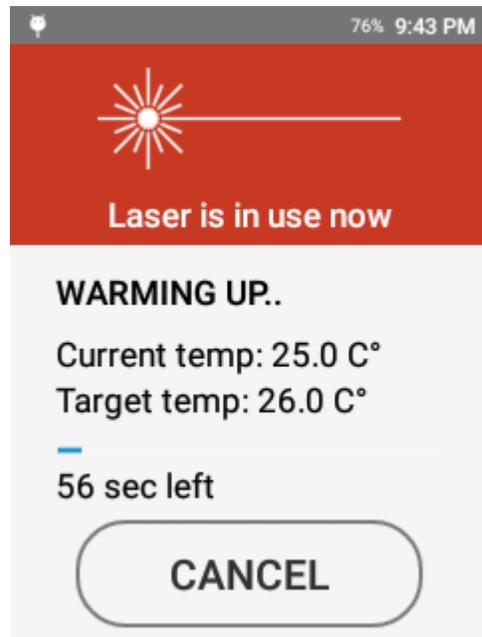 76% 9:43 PM
Laser is in use now
WARMING UP..
Current temp: 25.0 C°
Target temp: 26.0 C°
56 sec left
CANCEL